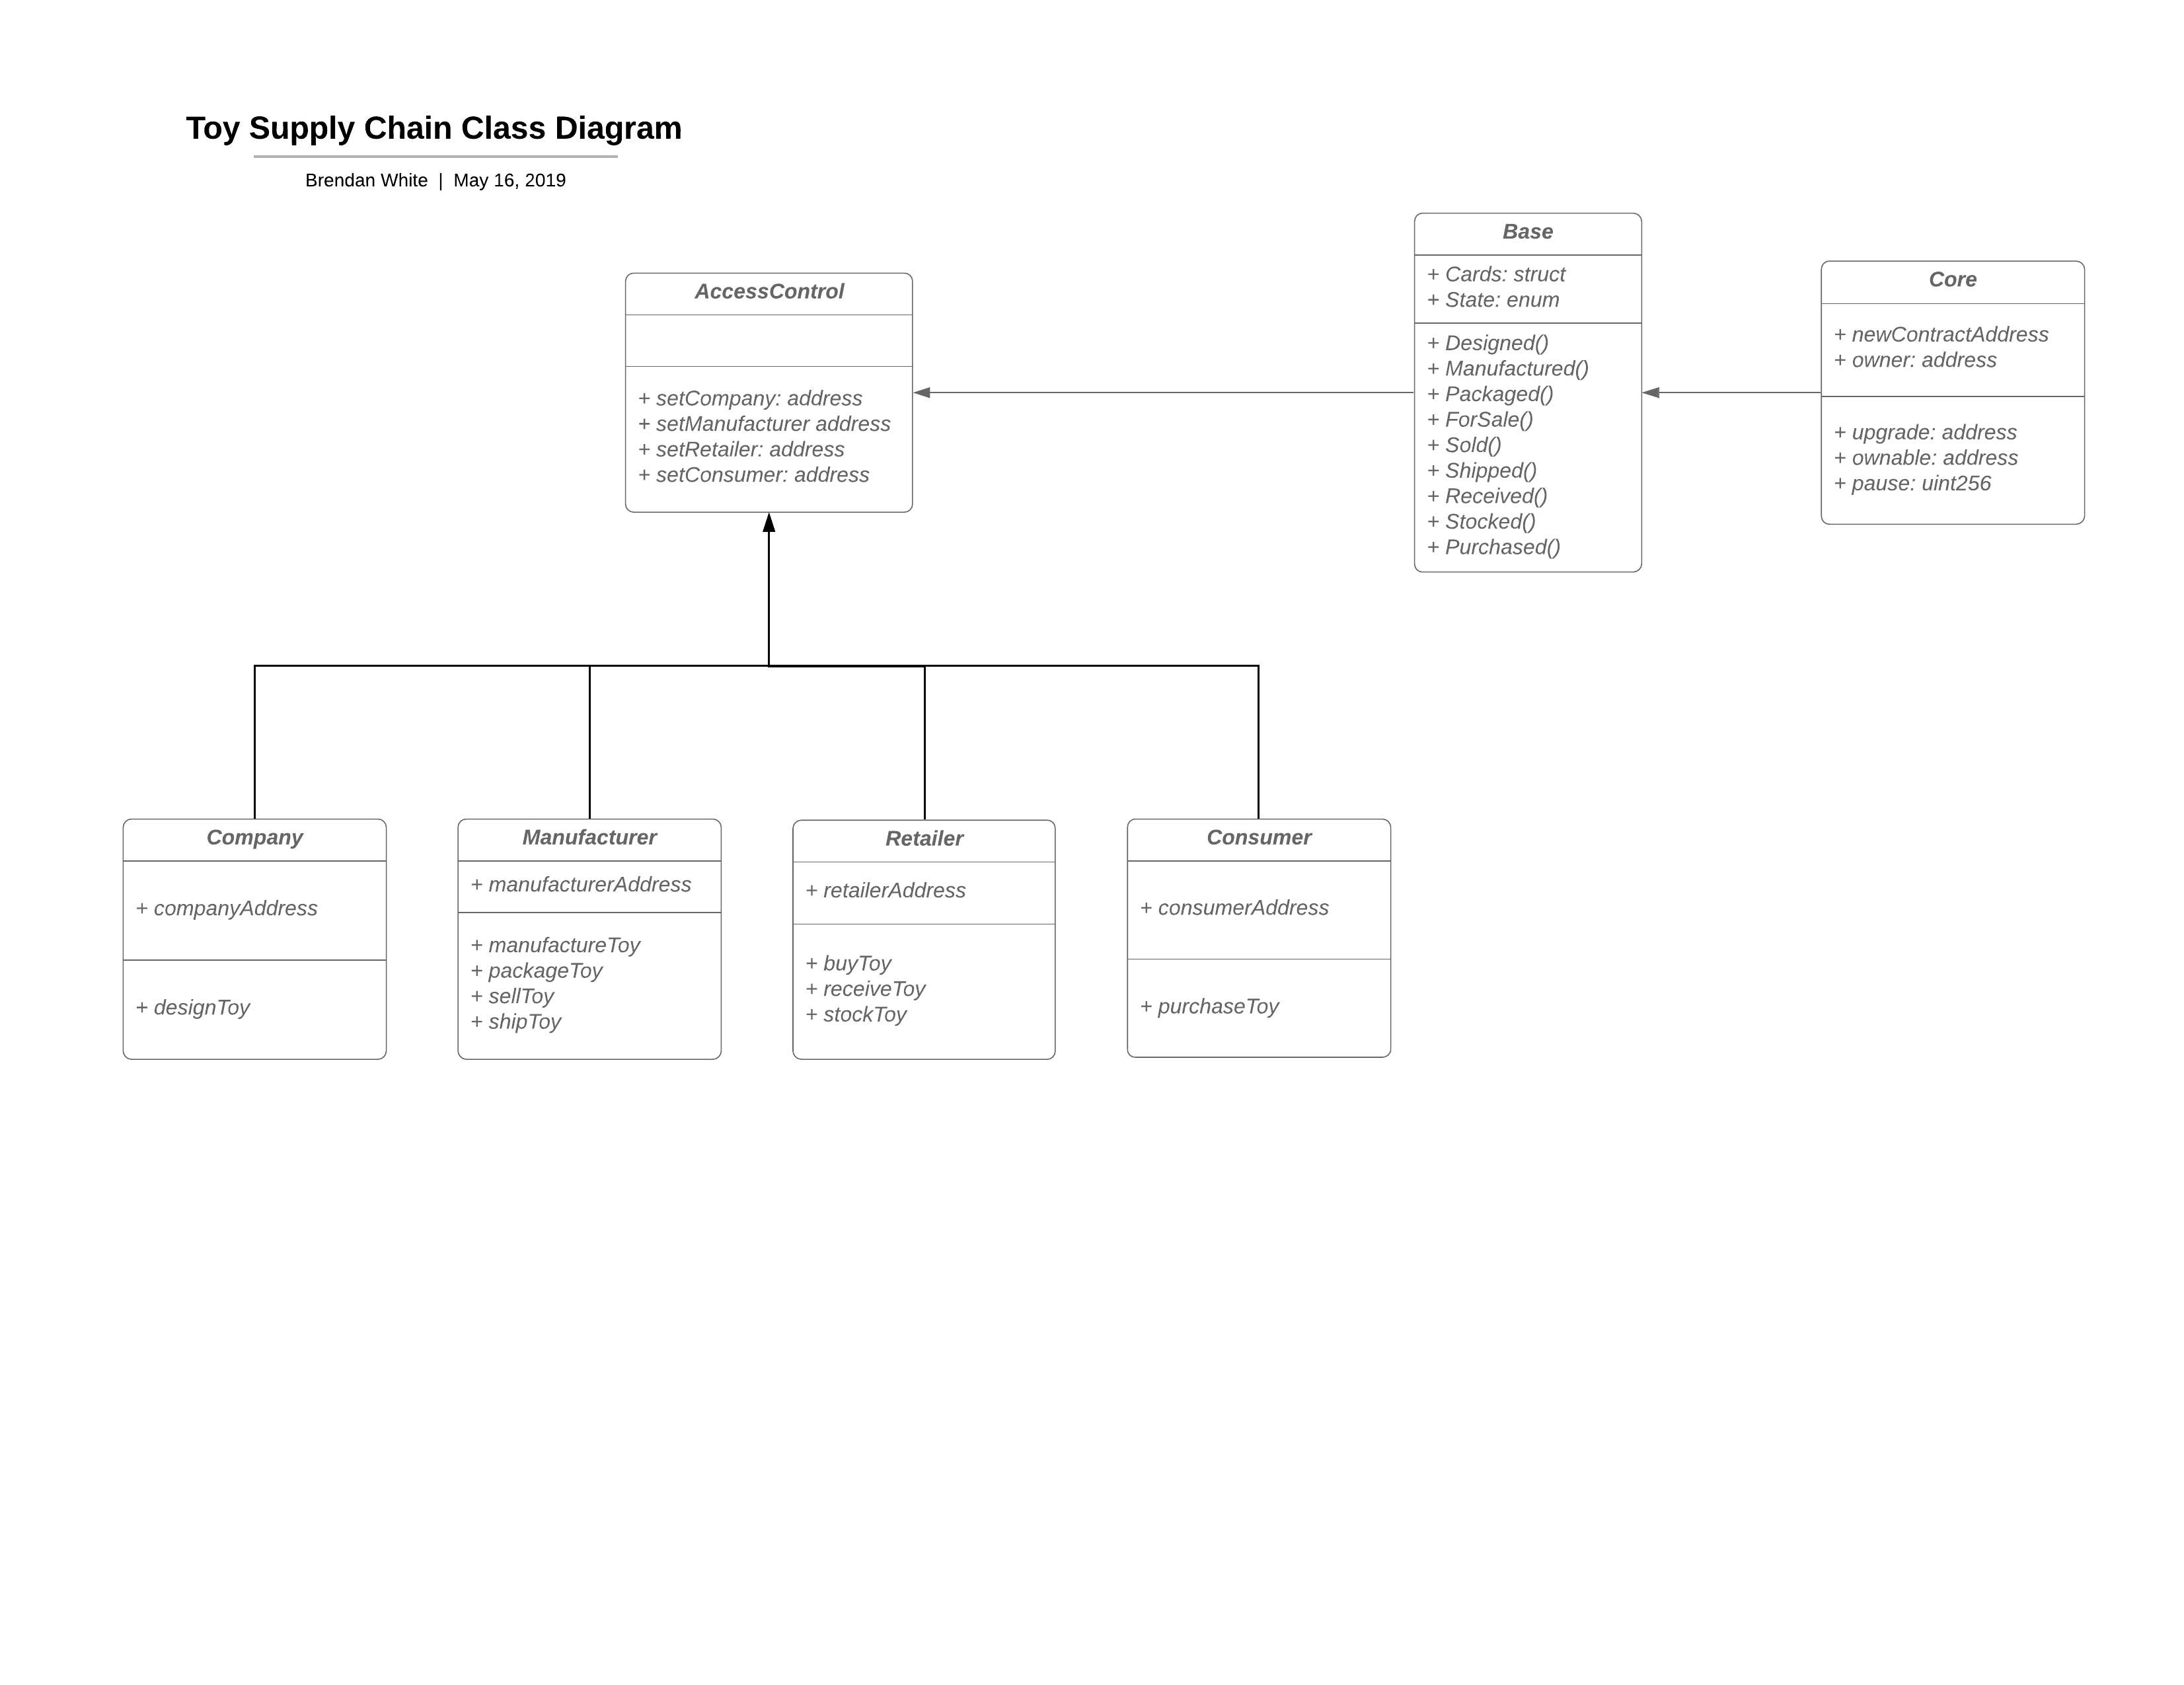 Toy Supply Chain Class Diagram
Brendan White | May 16, 2019
AccessControl
+ setCompany: address
+ setManufacturer address
+ setRetailer: address
+ setConsumer: address
Base
+ Cards: struct
+ State: enum
+ Designed()
+ Manufactured()
+ Packaged()
+ ForSale()
+ Sold()
+ Shipped()
+ Received()
+ Stocked()
+ Purchased()
Core
+ newContractAddress
+ owner: address
+ upgrade: address
+ ownable: address
+ pause: uint256
Company
+ companyAddress
+ designToy
Manufacturer
+ manufacturerAddress
+ manufactureToy
+ packageToy
+ sellToy
+ shipToy
Retailer
+ retailerAddress
+ buyToy
+ receiveToy
+ stockToy
Consumer
+ consumerAddress
+ purchaseToy